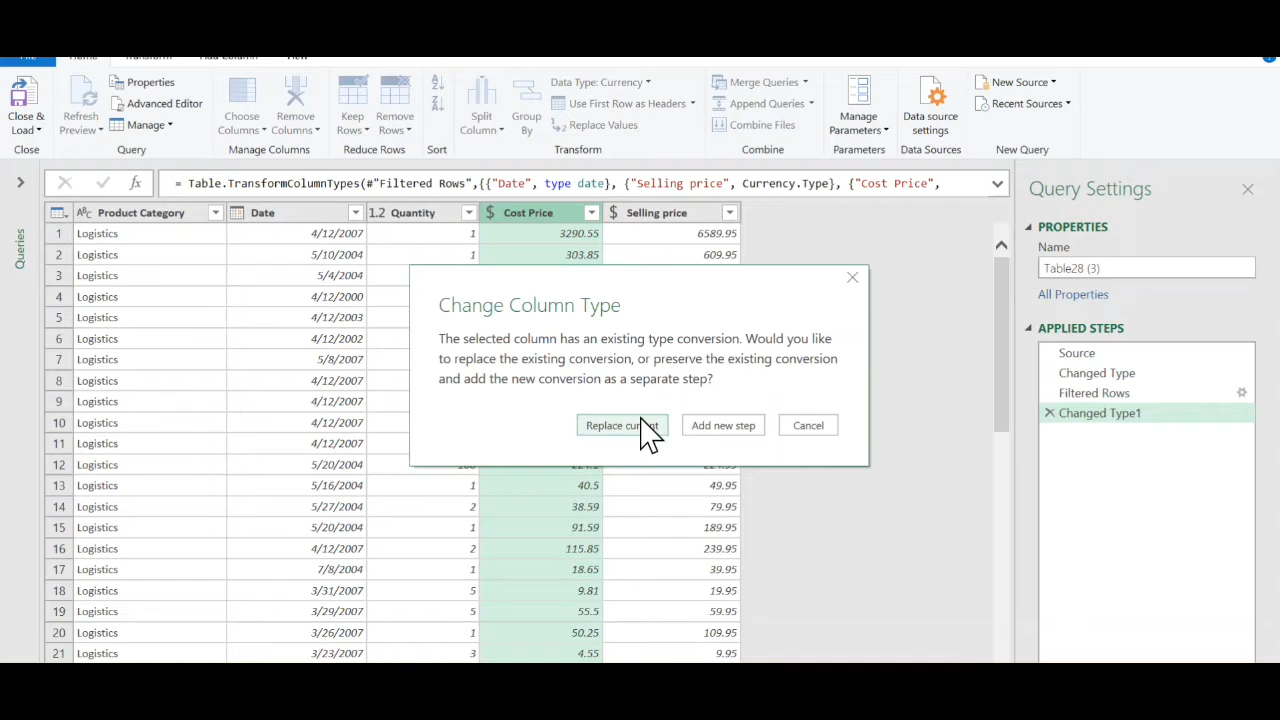 File Home Transform Add Column View
Close & Load
Close
Refresh Preview
Properties
Advanced Editor
Manage
Query
Choose Columns
Remove Columns
Manage Columns
Keep Rows
Remove Rows
Reduce Rows
Sort
Split Column
Group By
Data Type: Currency
Use First Row as Headers
Replace Values
Transform
Merge Queries
Append Queries
Combine Files
Combine
Manage Parameters
Parameters
Data source settings
Data Sources
New Source
Recent Sources
New Query
fx = Table.TransformColumnTypes(#"Filtered Rows",{{"Date", type date}, {"Selling price", Currency.Type}, {"Cost Price",
Queries
ABC Product Category Date 1.2 Quantity $ Cost Price $ Selling price
1 Logistics 4/12/2007 1 3290.55 6589.95
2 Logistics 5/10/2004 1 303.85 609.95
3 Logistics 5/4/2004
4 Logistics 4/12/2000
5 Logistics 4/12/2003
6 Logistics 4/12/2002
7 Logistics 5/8/2007
8 Logistics 4/12/2007
9 Logistics 4/12/2007
10 Logistics 4/12/2007
11 Logistics 4/12/2007
12 Logistics 5/20/2004
13 Logistics 5/16/2004 1 40.5 49.95
14 Logistics 5/27/2004 2 38.59 79.95
15 Logistics 5/20/2004 1 91.59 189.95
16 Logistics 4/12/2007 2 115.85 239.95
17 Logistics 7/8/2004 1 18.65 39.95
18 Logistics 3/31/2007 5 9.81 19.95
19 Logistics 3/29/2007 5 55.5 59.95
20 Logistics 3/26/2007 1 50.25 109.95
21 Logistics 3/23/2007 3 4.55 9.95
Change Column Type
The selected column has an existing type conversion. Would you like
to replace the existing conversion, or preserve the existing conversion
and add the new conversion as a separate step?
Replace current Add new step Cancel
Query Settings
PROPERTIES
Name
Table28 (3)
All Properties
APPLIED STEPS
Source
Changed Type
Filtered Rows
Changed Type1